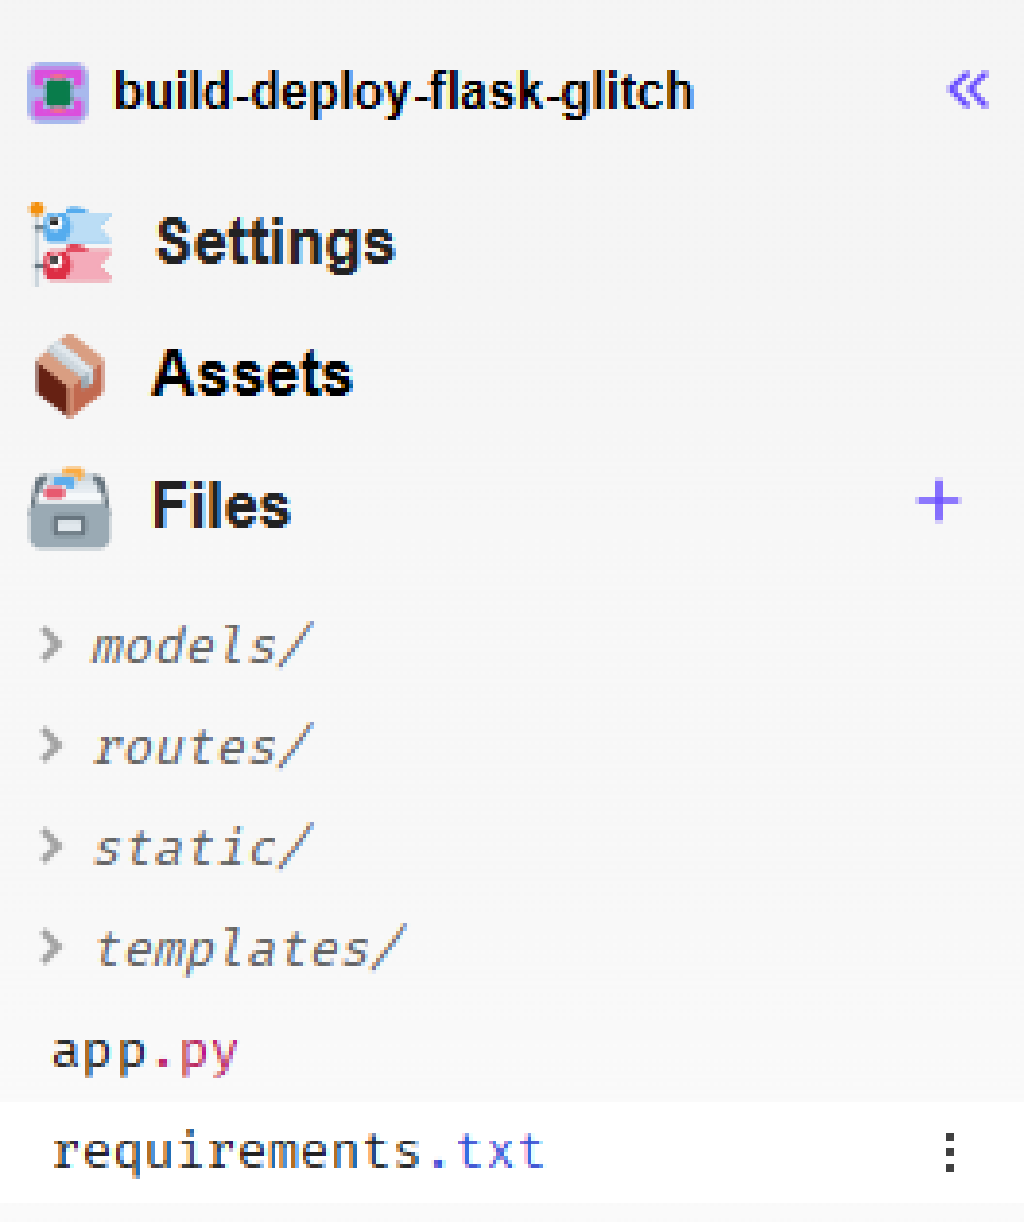 build-deploy-flask-glitch
Settings
Assets
Files
models/
routes/
static/
templates/
app.py
requirements.txt